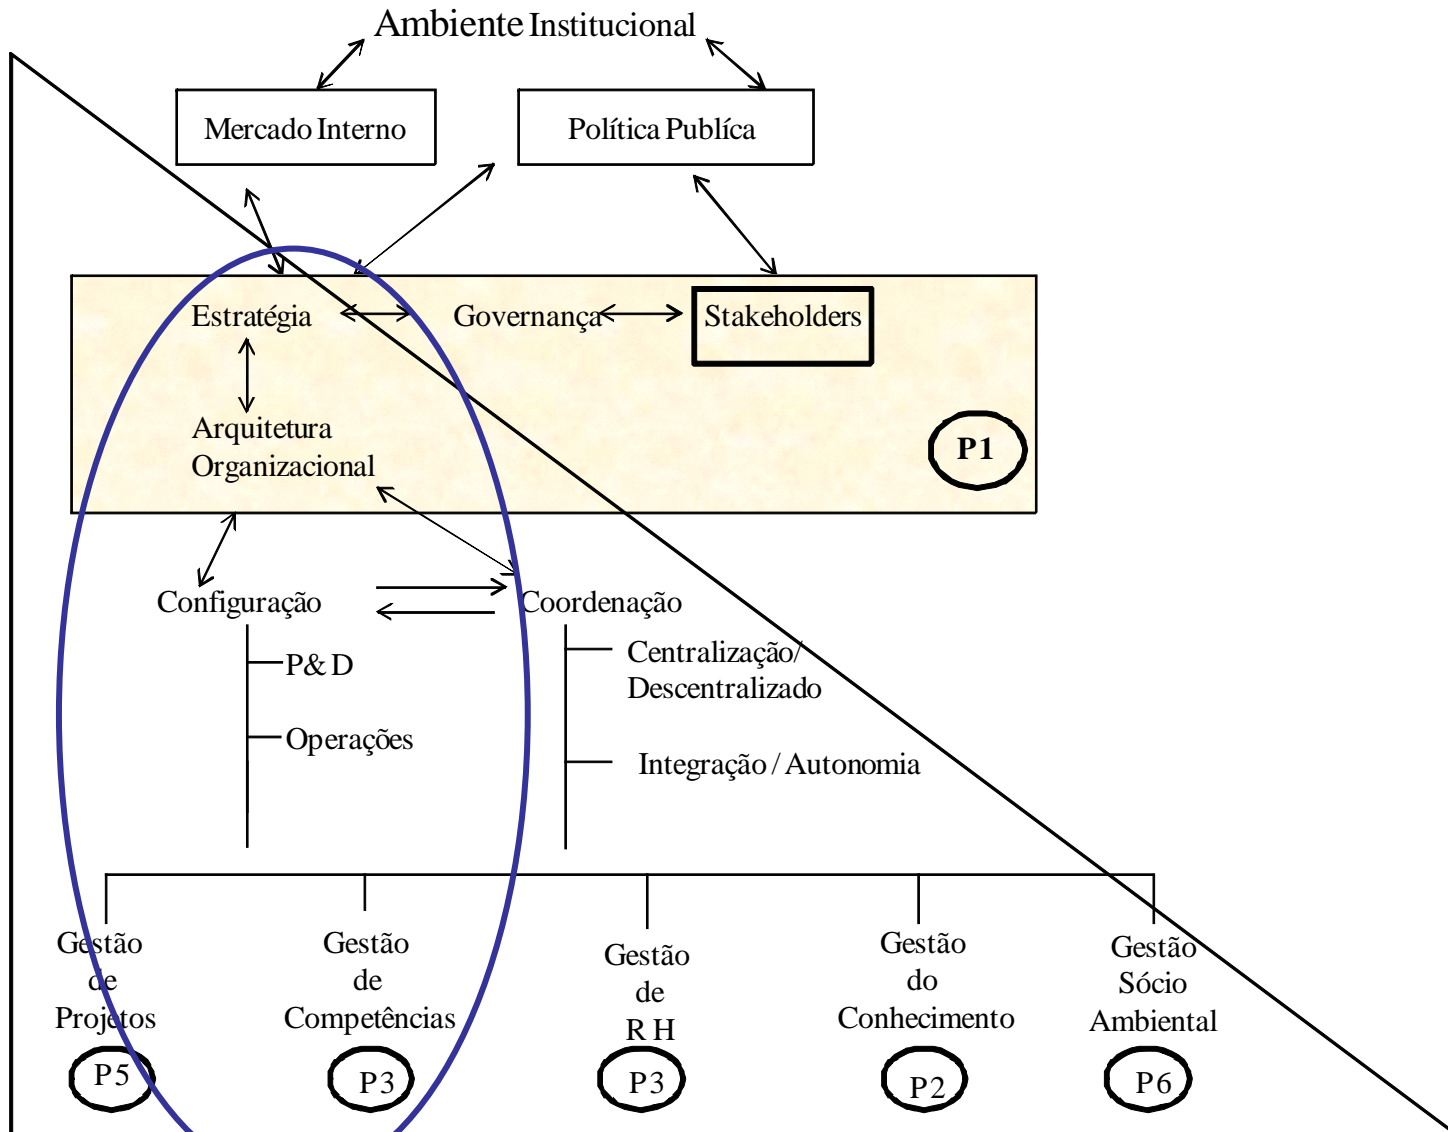 Ambiente Institucional
Mercado Interno
Polítíca Publíca
Estratégia
Governança
Stakeholders
Arquitetura
Organizacional
P1
Configuração
Coordenação
P& D
Operações
Centralização/
Descentralizado
Integração / Autonomia
Gestão
de
Projetos
P5
Gestão
de
Competências
P3
Gestão
de
R H
P3
Gestão
do
Conhecimento
P2
Gestão
Sócio
Ambiental
P6